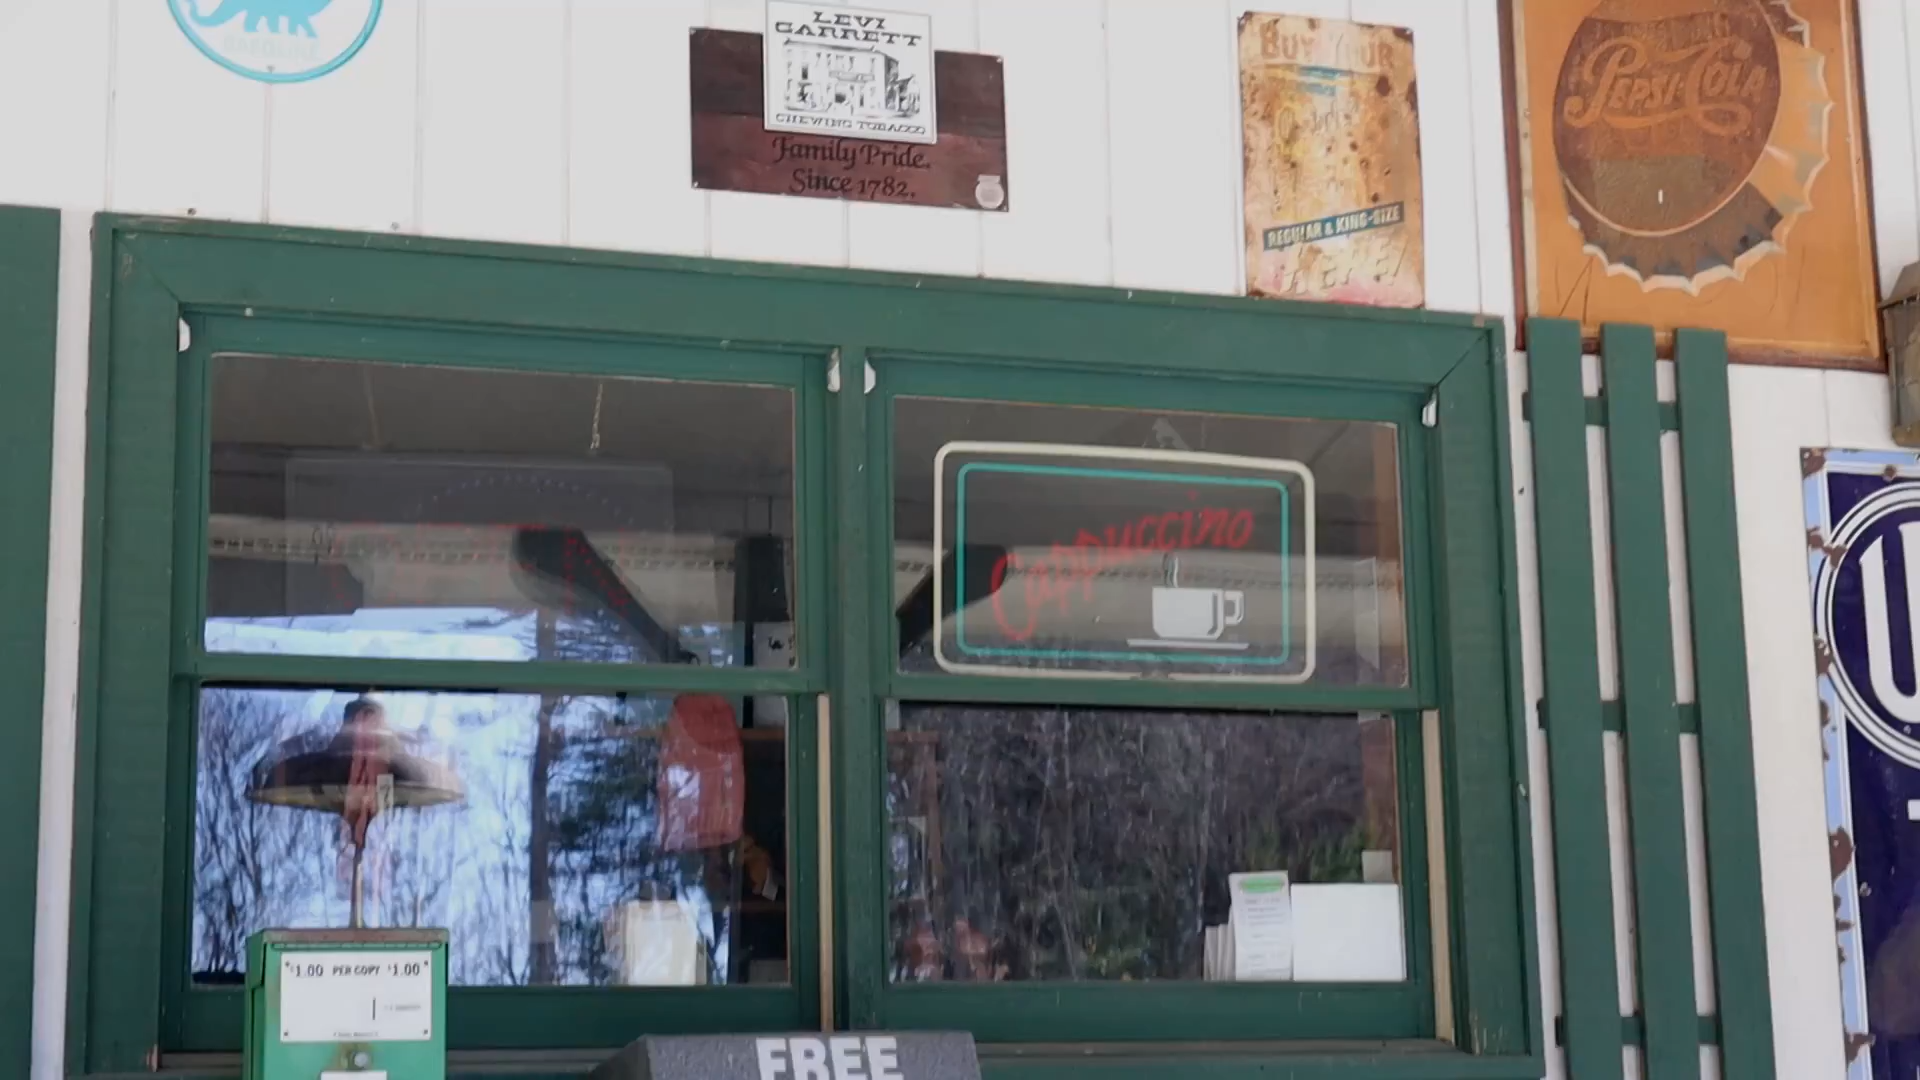 GASOLINE
LEVI
GARRETT
CHEWING TOBACCO
Family Pride.
Since 1782.
BUY YOUR
REGULAR & KING-SIZE
HERE!
PEPSI-COLA
Cappuccino
$1.00 PER COPY $1.00
FREE
U